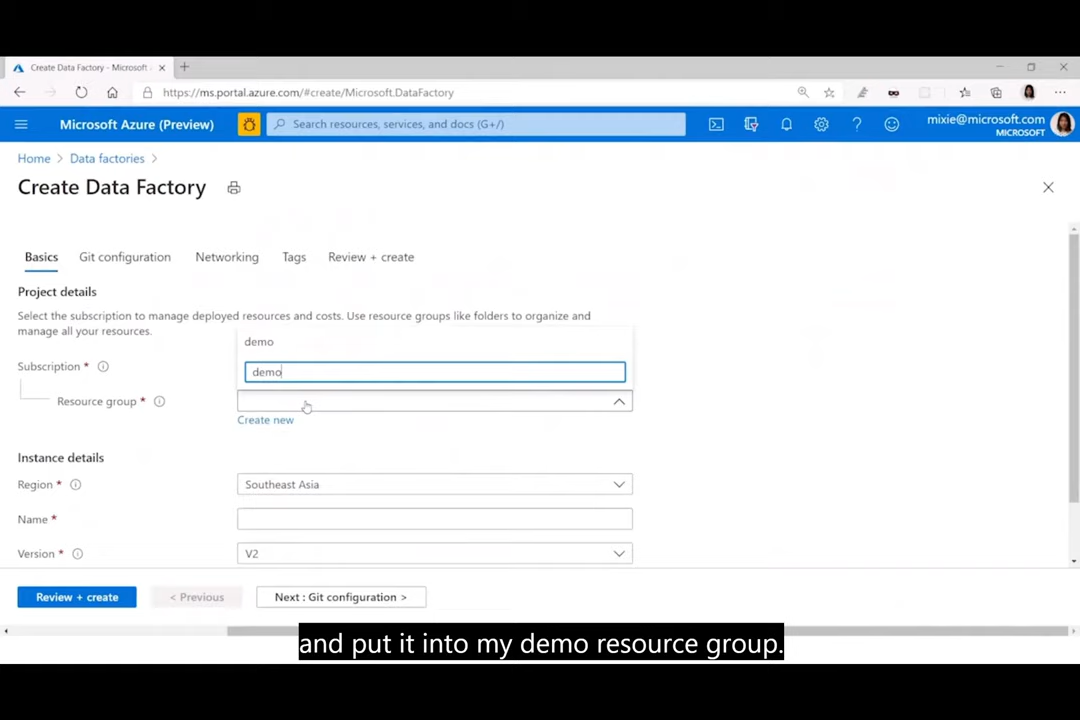 Create Data Factory - Microsoft
https://ms.portal.azure.com/#create/Microsoft.DataFactory
Microsoft Azure (Preview)
Search resources, services, and docs (G+/)
mixie@microsoft.com
MICROSOFT
Home > Data factories >
Create Data Factory
Basics Git configuration Networking Tags Review + create
Project details
Select the subscription to manage deployed resources and costs. Use resource groups like folders to organize and
manage all your resources.
demo
Subscription *
demo
Resource group *
Create new
Instance details
Region *
Southeast Asia
Name *
Version *
V2
Review + create
< Previous
Next : Git configuration >
and put it into my demo resource group.